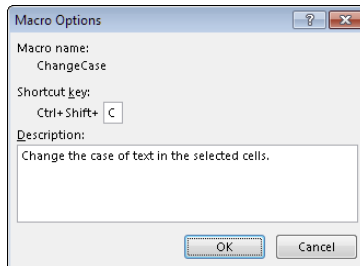 Macro Options
Macro name:
ChangeCase
Shortcut key:
Ctrl+Shift+ C
Description:
Change the case of text in the selected cells.
OK Cancel